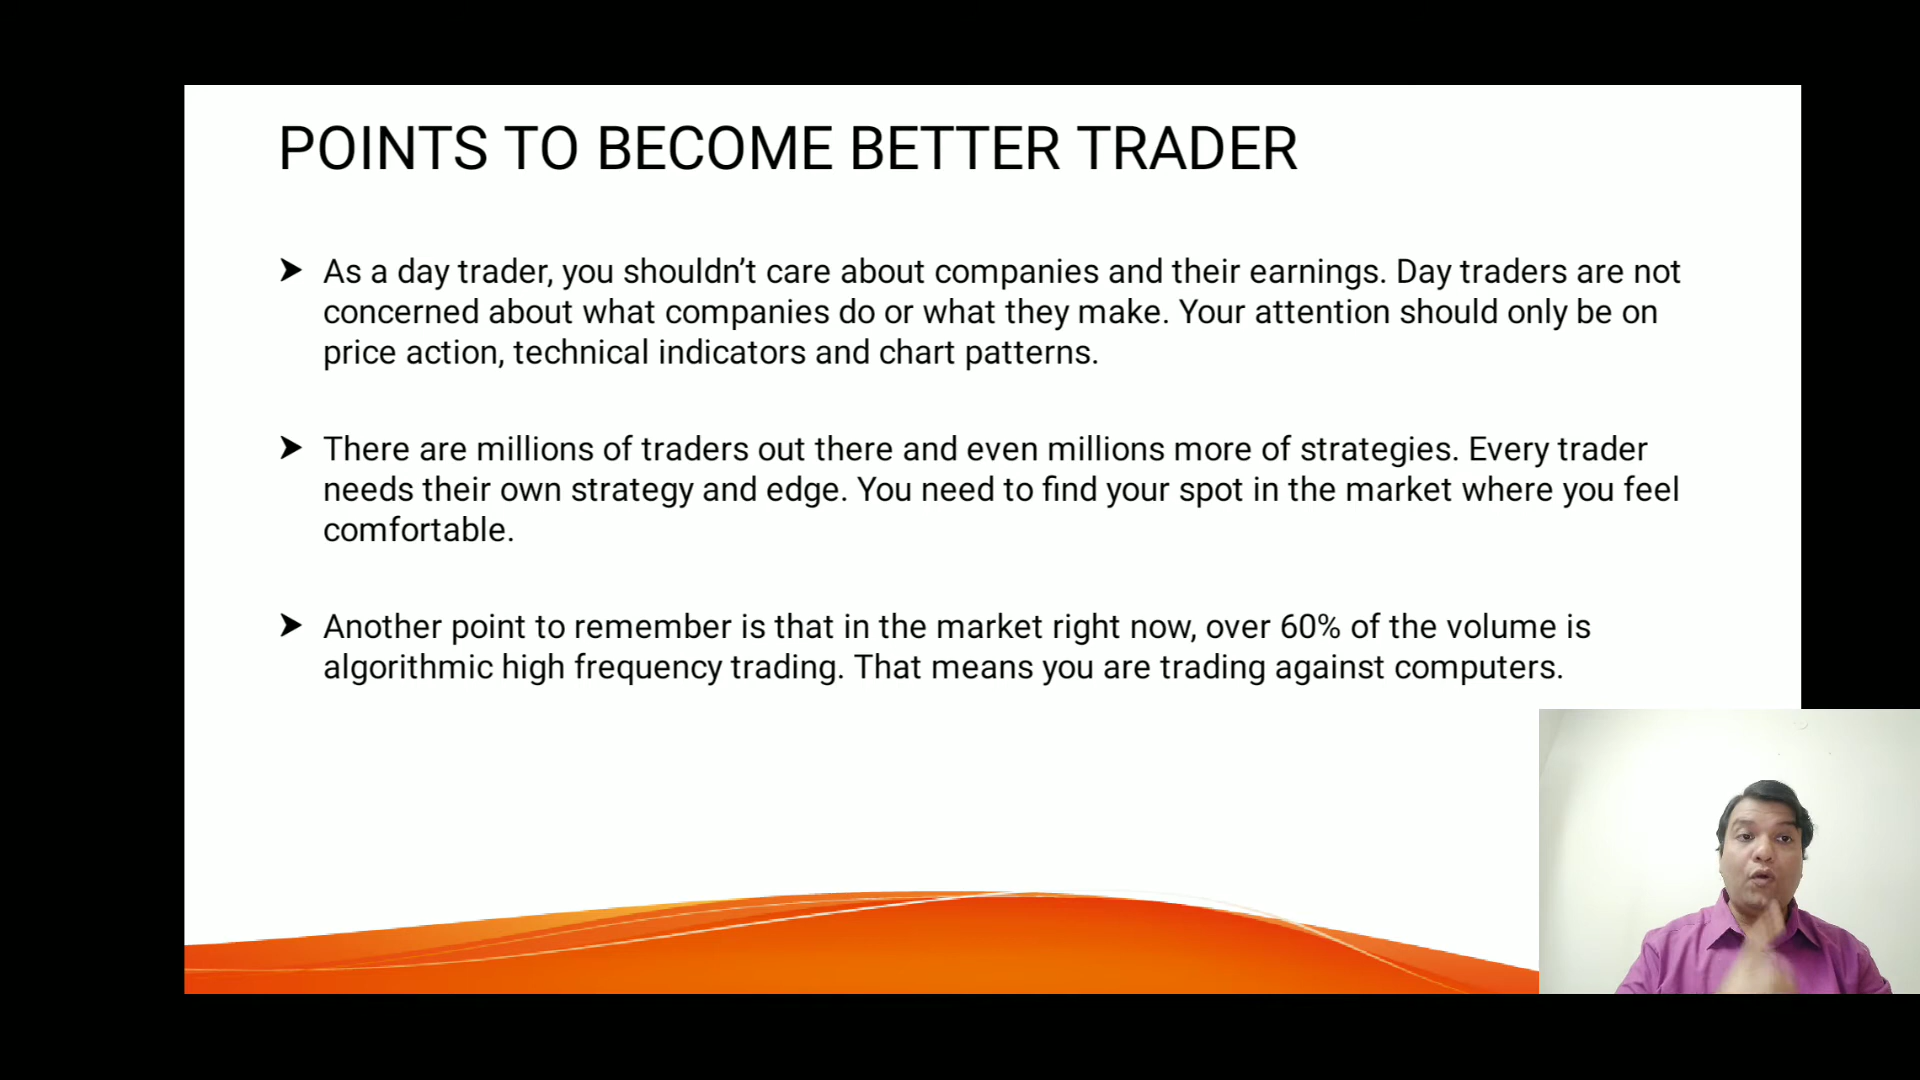 POINTS TO BECOME BETTER TRADER
➤ As a day trader, you shouldn’t care about companies and their earnings. Day traders are not
concerned about what companies do or what they make. Your attention should only be on
price action, technical indicators and chart patterns.
➤ There are millions of traders out there and even millions more of strategies. Every trader
needs their own strategy and edge. You need to find your spot in the market where you feel
comfortable.
➤ Another point to remember is that in the market right now, over 60% of the volume is
algorithmic high frequency trading. That means you are trading against computers.